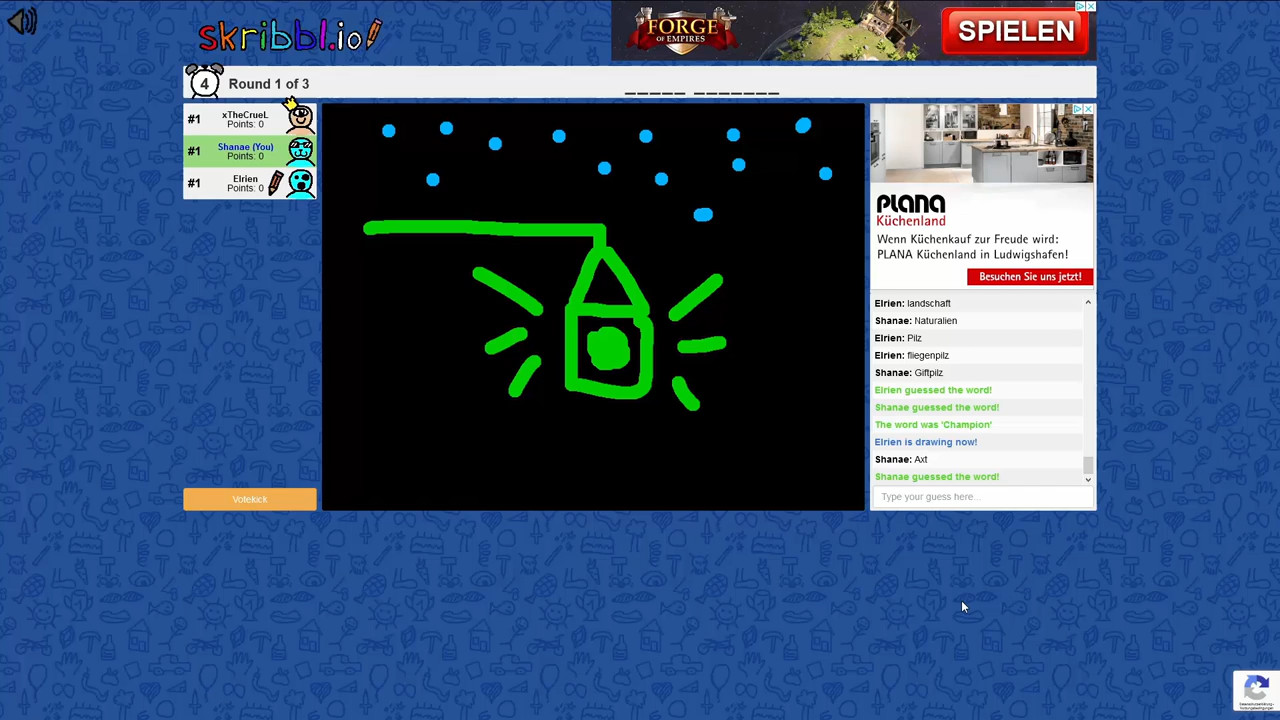 skribbl.io
FORGE
OF EMPIRES
SPIELEN
4
Round 1 of 3
_____ _______
#1
xTheCrueL
Points: 0
#1
Shanae (You)
Points: 0
#1
Elrien
Points: 0
PLANA
Küchenland
Wenn Küchenkauf zur Freude wird:
PLANA Küchenland in Ludwigshafen!
Besuchen Sie uns jetzt!
Elrien: landschaft
Shanae: Naturalien
Elrien: Pilz
Elrien: fliegenpilz
Shanae: Giftpilz
Elrien guessed the word!
Shanae guessed the word!
The word was 'Champion'
Elrien is drawing now!
Shanae: Axt
Shanae guessed the word!
Votekick
Type your guess here...